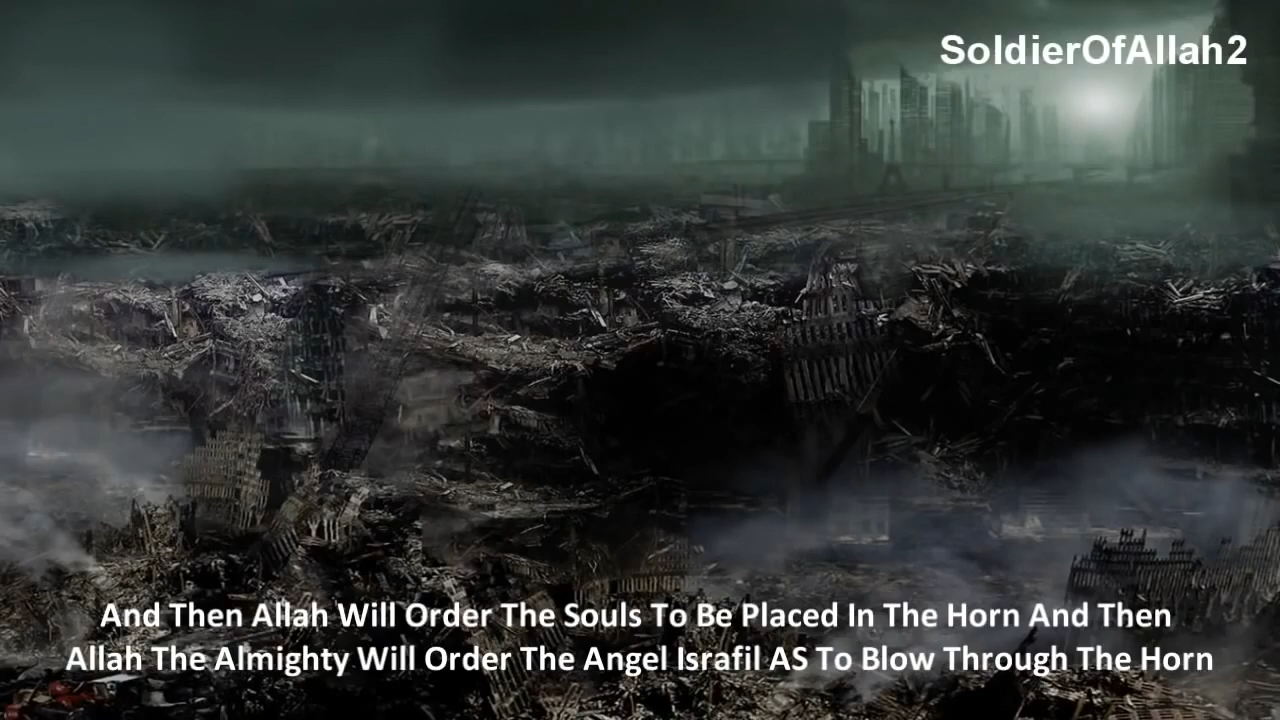 SoldierOfAllah2
And Then Allah Will Order The Souls To Be Placed In The Horn And Then
Allah The Almighty Will Order The Angel Israfil AS To Blow Through The Horn